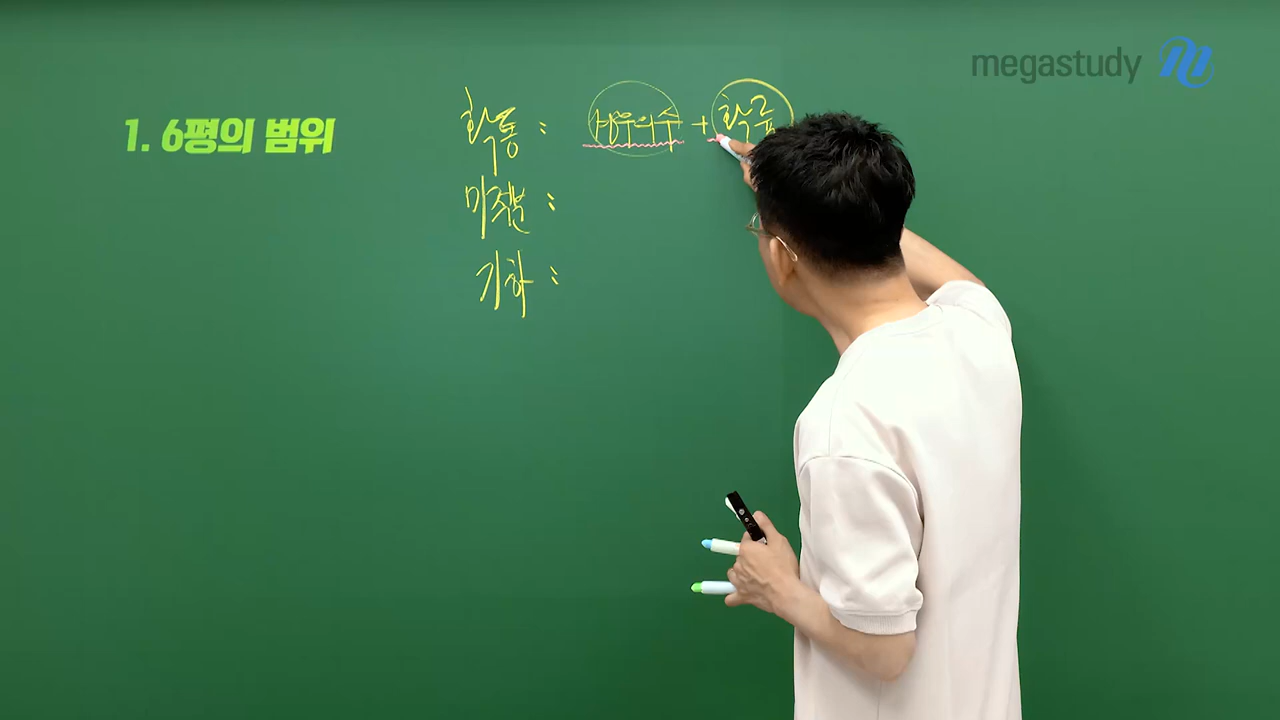 megastudy
1. 6평의 범위
확통 : 경우의수 + 확률
미적분 :
기하 :